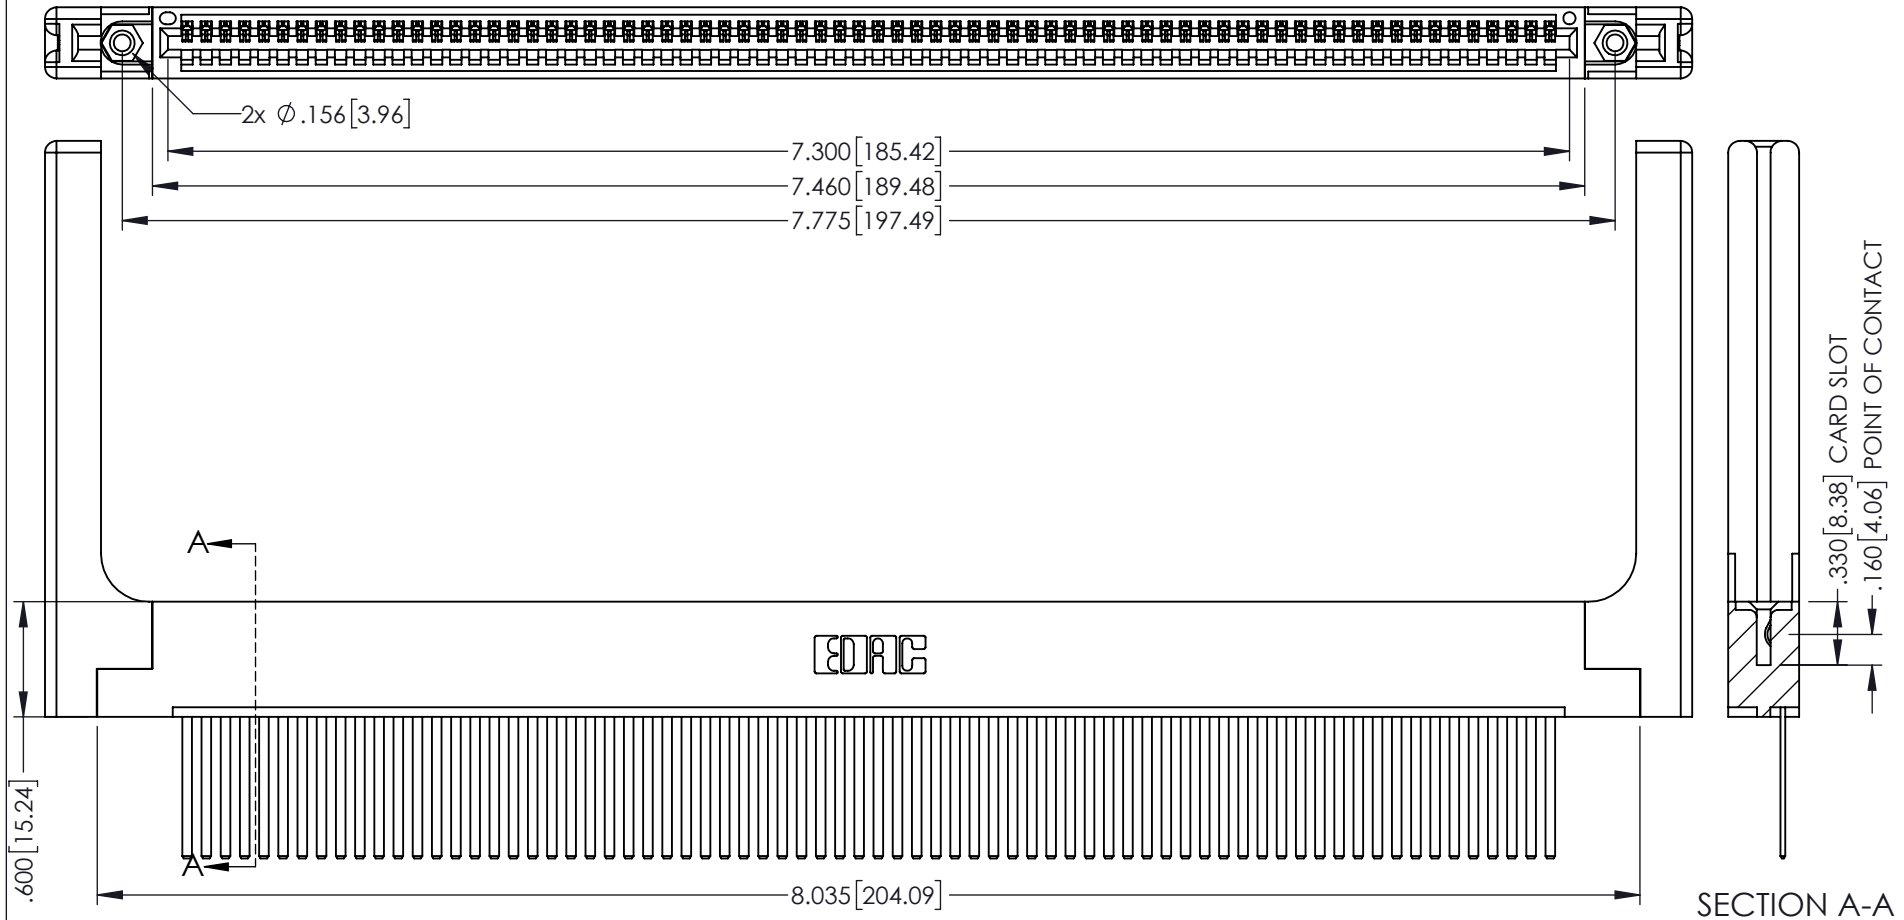 2x ∅.156[3.96]
7.300[185.42]
7.460[189.48]
7.775[197.49]
.330[8.38] CARD SLOT
.160[4.06] POINT OF CONTACT
A
EDAC
.600[15.24]
A
8.035[204.09]
SECTION A-A